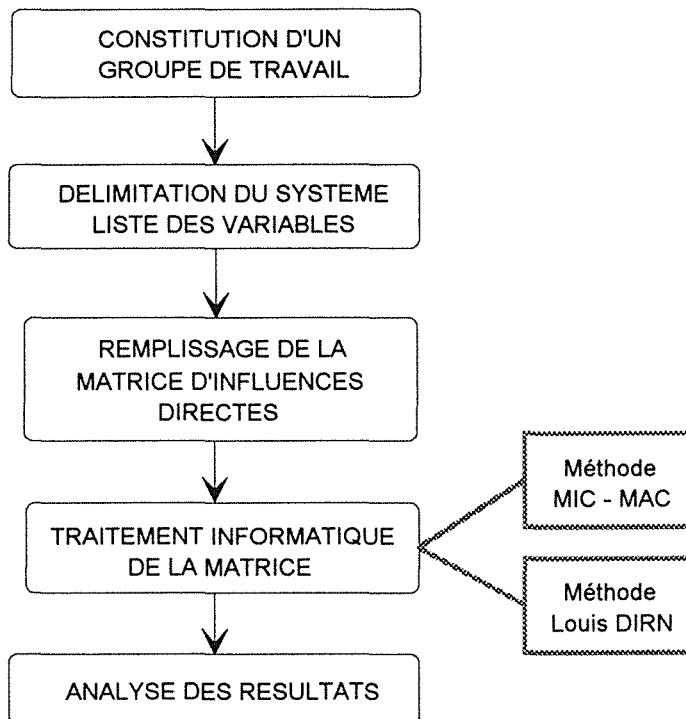 CONSTITUTION D'UN
GROUPE DE TRAVAIL
DELIMITATION DU SYSTEME
LISTE DES VARIABLES
REMPLISSAGE DE LA
MATRICE D'INFLUENCES
DIRECTES
TRAITEMENT INFORMATIQUE
DE LA MATRICE
Méthode
MIC - MAC
Méthode
Louis DIRN
ANALYSE DES RESULTATS